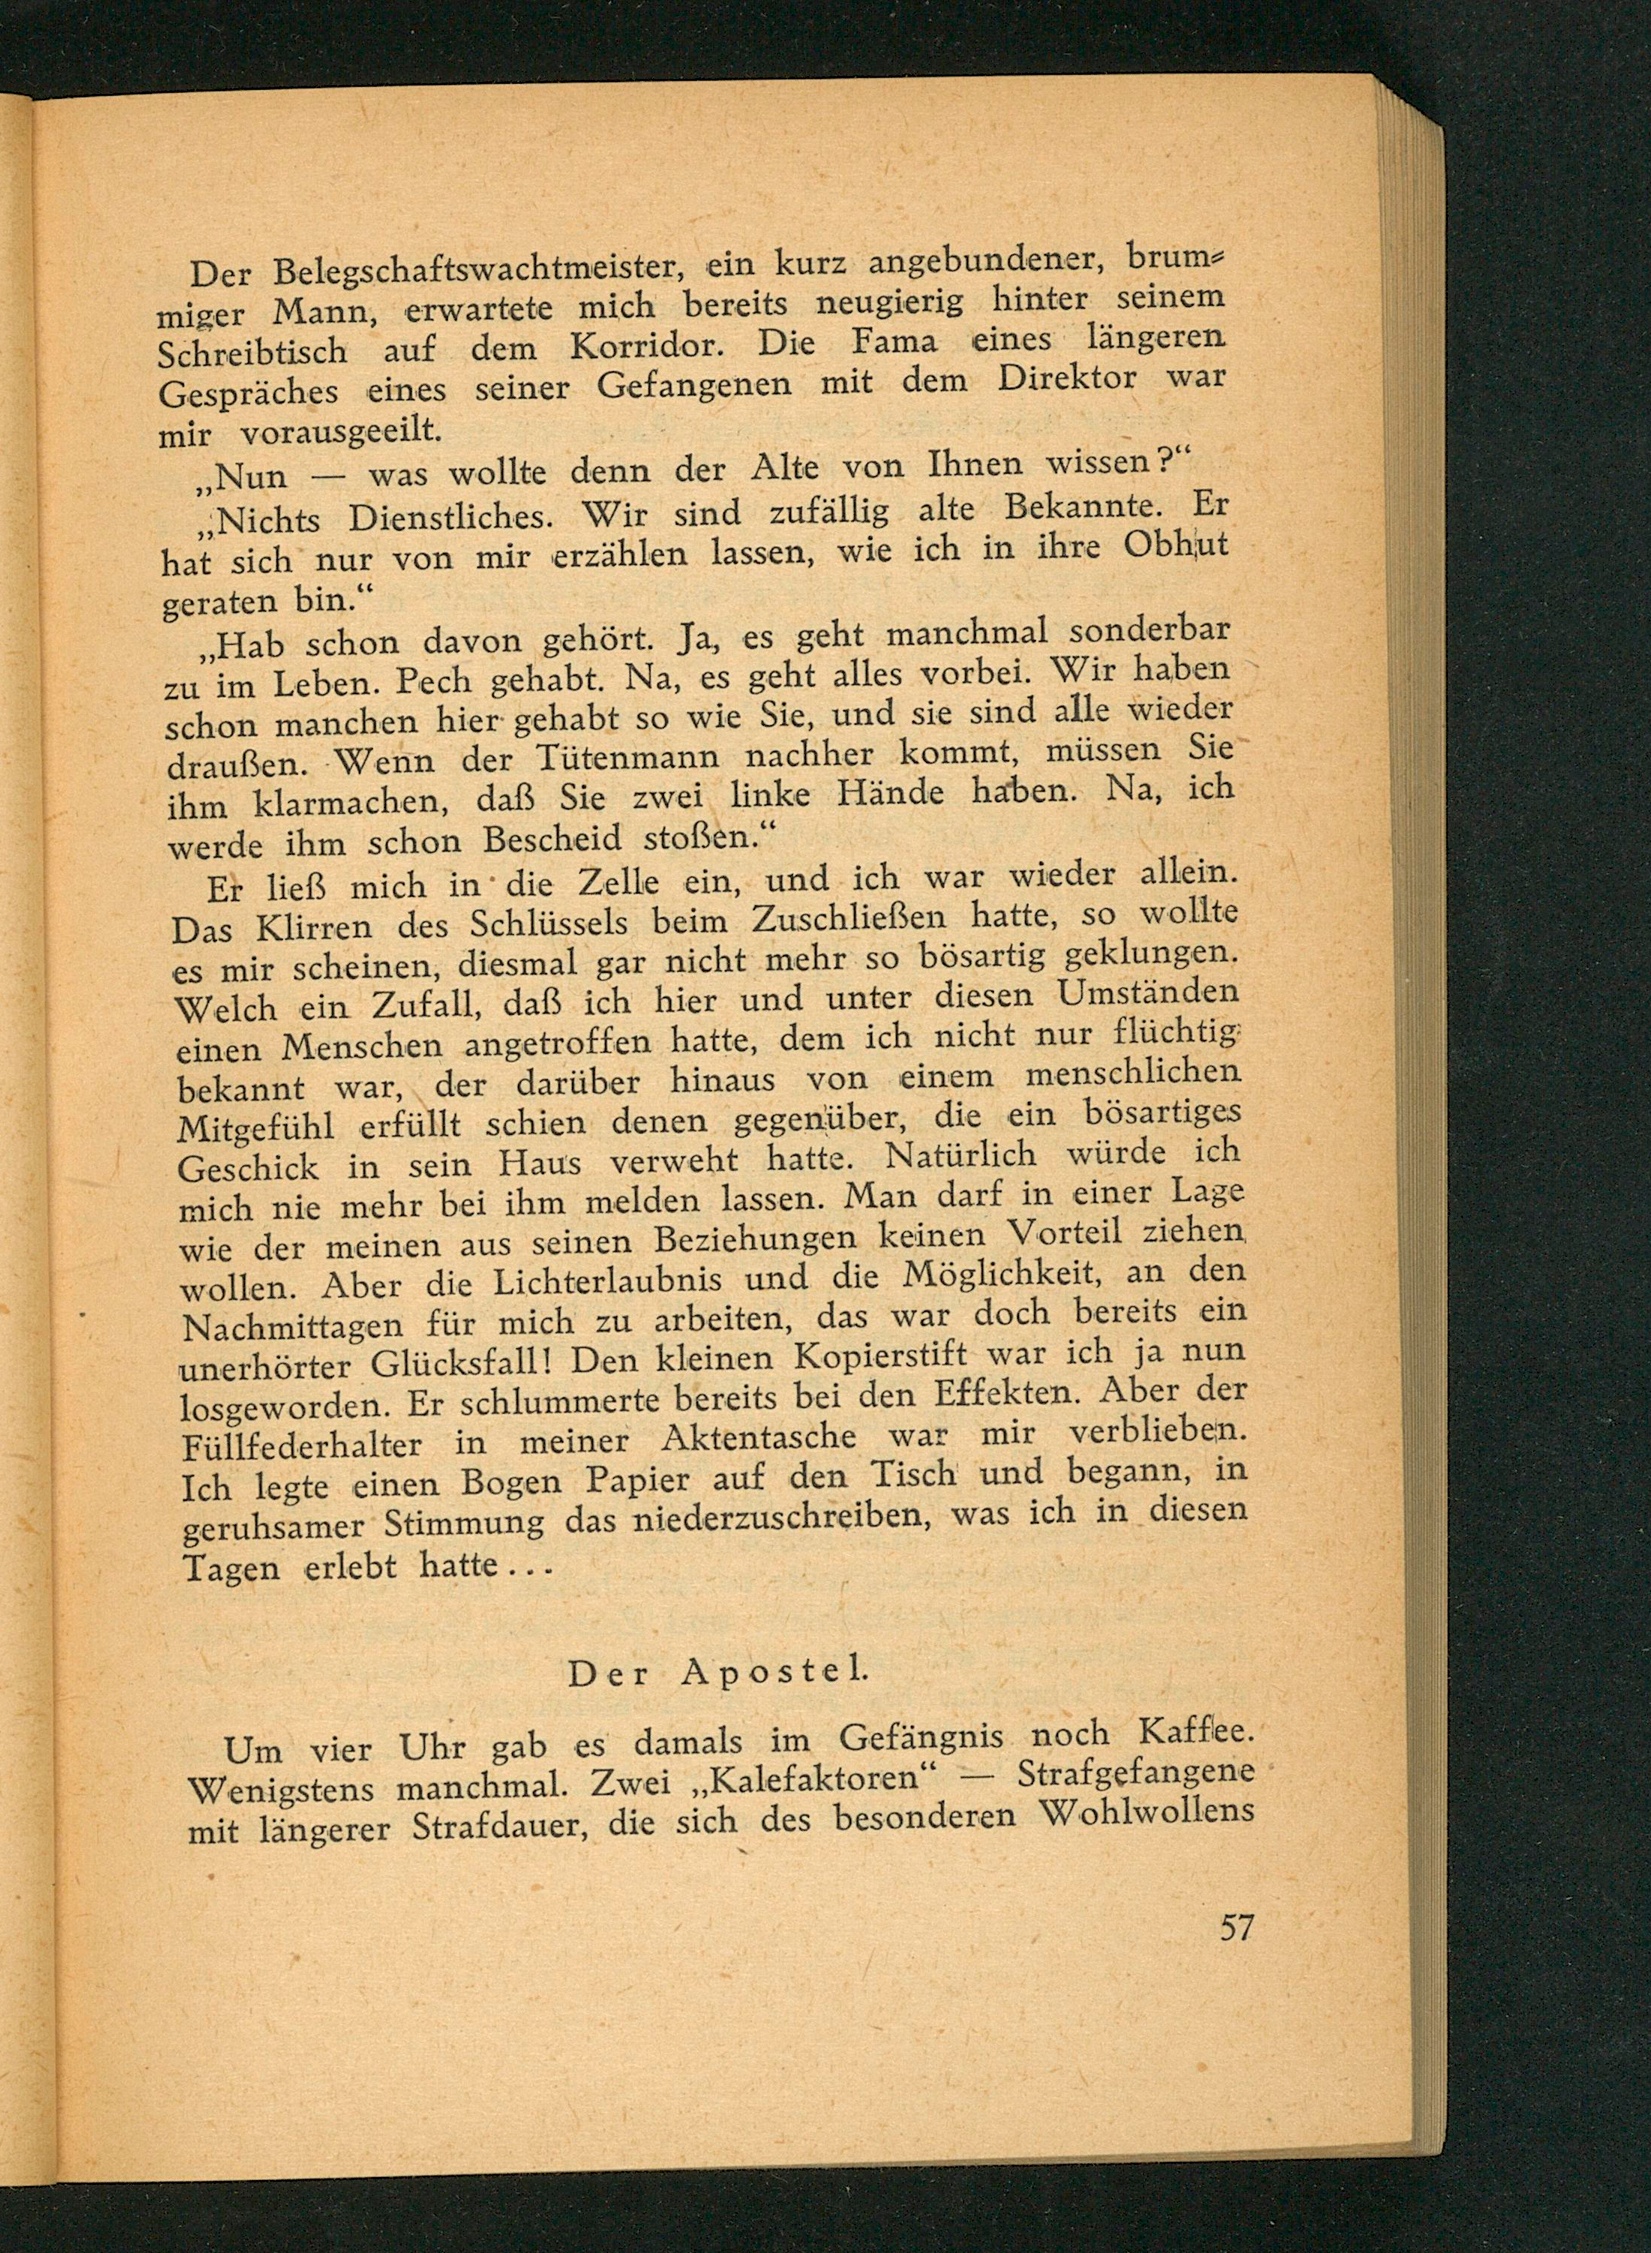 Der Belegschaftswachtmeister, ein kurz angebundener, brum⸗
miger Mann, erwartete mich bereits neugierig hinter seinem
Schreibtisch auf dem Korridor. Die Fama eines längeren
Gespräches eines seiner Gefangenen mit dem Direktor war
mir vorausgeeilt.
„Nun — was wollte denn der Alte von Ihnen wissen?“
„Nichts Dienstliches. Wir sind zufällig alte Bekannte. Er
hat sich nur von mir erzählen lassen, wie ich in ihre Obhut
geraten bin.“
„Hab schon davon gehört. Ja, es geht manchmal sonderbar
zu im Leben. Pech gehabt. Na, es geht alles vorbei. Wir haben
schon manchen hier gehabt so wie Sie, und sie sind alle wieder
draußen. Wenn der Tütenmann nachher kommt, müssen Sie
ihm klarmachen, daß Sie zwei linke Hände haben. Na, ich
werde ihm schon Bescheid stoßen.“
Er ließ mich in die Zelle ein, und ich war wieder allein.
Das Klirren des Schlüssels beim Zuschließen hatte, so wollte
es mir scheinen, diesmal gar nicht mehr so bösartig geklungen.
Welch ein Zufall, daß ich hier und unter diesen Umständen
einen Menschen angetroffen hatte, dem ich nicht nur flüchtig
bekannt war, der darüber hinaus von einem menschlichen
Mitgefühl erfüllt schien denen gegenüber, die ein bösartiges
Geschick in sein Haus verweht hatte. Natürlich würde ich
mich nie mehr bei ihm melden lassen. Man darf in einer Lage
wie der meinen aus seinen Beziehungen keinen Vorteil ziehen
wollen. Aber die Lichterlaubnis und die Möglichkeit, an den
Nachmittagen für mich zu arbeiten, das war doch bereits ein
unerhörter Glücksfall! Den kleinen Kopierstift war ich ja nun
losgeworden. Er schlummerte bereits bei den Effekten. Aber der
Füllfederhalter in meiner Aktentasche war mir verblieben.
Ich legte einen Bogen Papier auf den Tisch und begann, in
geruhsamer Stimmung das niederzuschreiben, was ich in diesen
Tagen erlebt hatte...
Der Apostel.
Um vier Uhr gab es damals im Gefängnis noch Kaffee.
Wenigstens manchmal. Zwei „Kalefaktoren“ — Strafgefangene
mit längerer Strafdauer, die sich des besonderen Wohlwollens
57